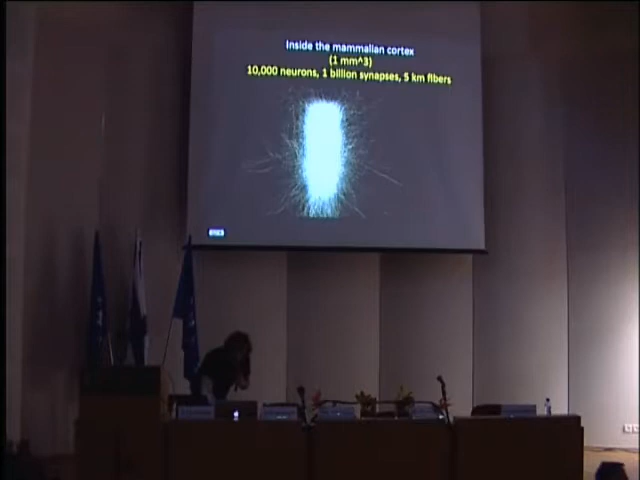 Inside the mammalian cortex
(1 mm^3)
10,000 neurons, 1 billion synapses, 5 km fibers